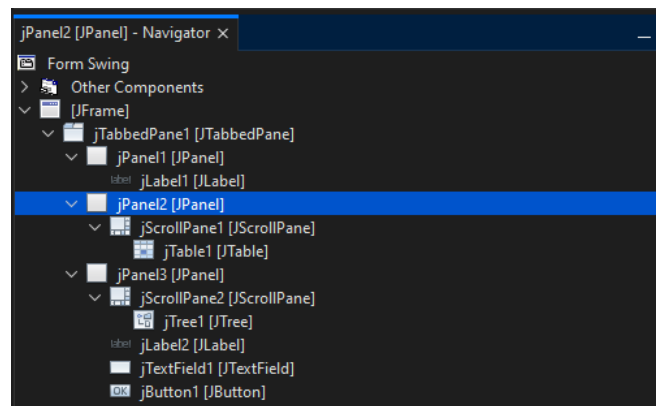 jPanel2 [JPanel] - Navigator ×
Form Swing
Other Components
[JFrame]
jTabbedPane1 [JTabbedPane]
jPanel1 [JPanel]
label jLabel1 [JLabel]
jPanel2 [JPanel]
jScrollPane1 [JScrollPane]
jTable1 [JTable]
jPanel3 [JPanel]
jScrollPane2 [JScrollPane]
jTree1 [JTree]
label jLabel2 [JLabel]
jTextField1 [JTextField]
OK jButton1 [JButton]